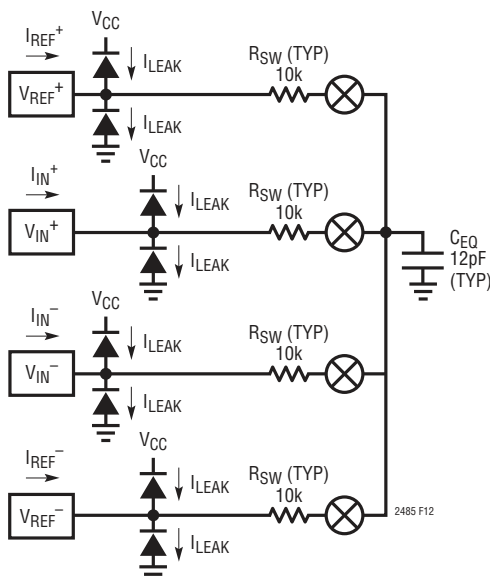 VCC
IREF+
ILEAK
RSW (TYP)
10k
VREF+
ILEAK
VCC
IIN+
ILEAK
RSW (TYP)
10k
VIN+
ILEAK
CEQ
12pF
(TYP)
VCC
IIN−
ILEAK
RSW (TYP)
10k
VIN−
ILEAK
VCC
IREF−
ILEAK
RSW (TYP)
10k
VREF−
ILEAK
2485 F12